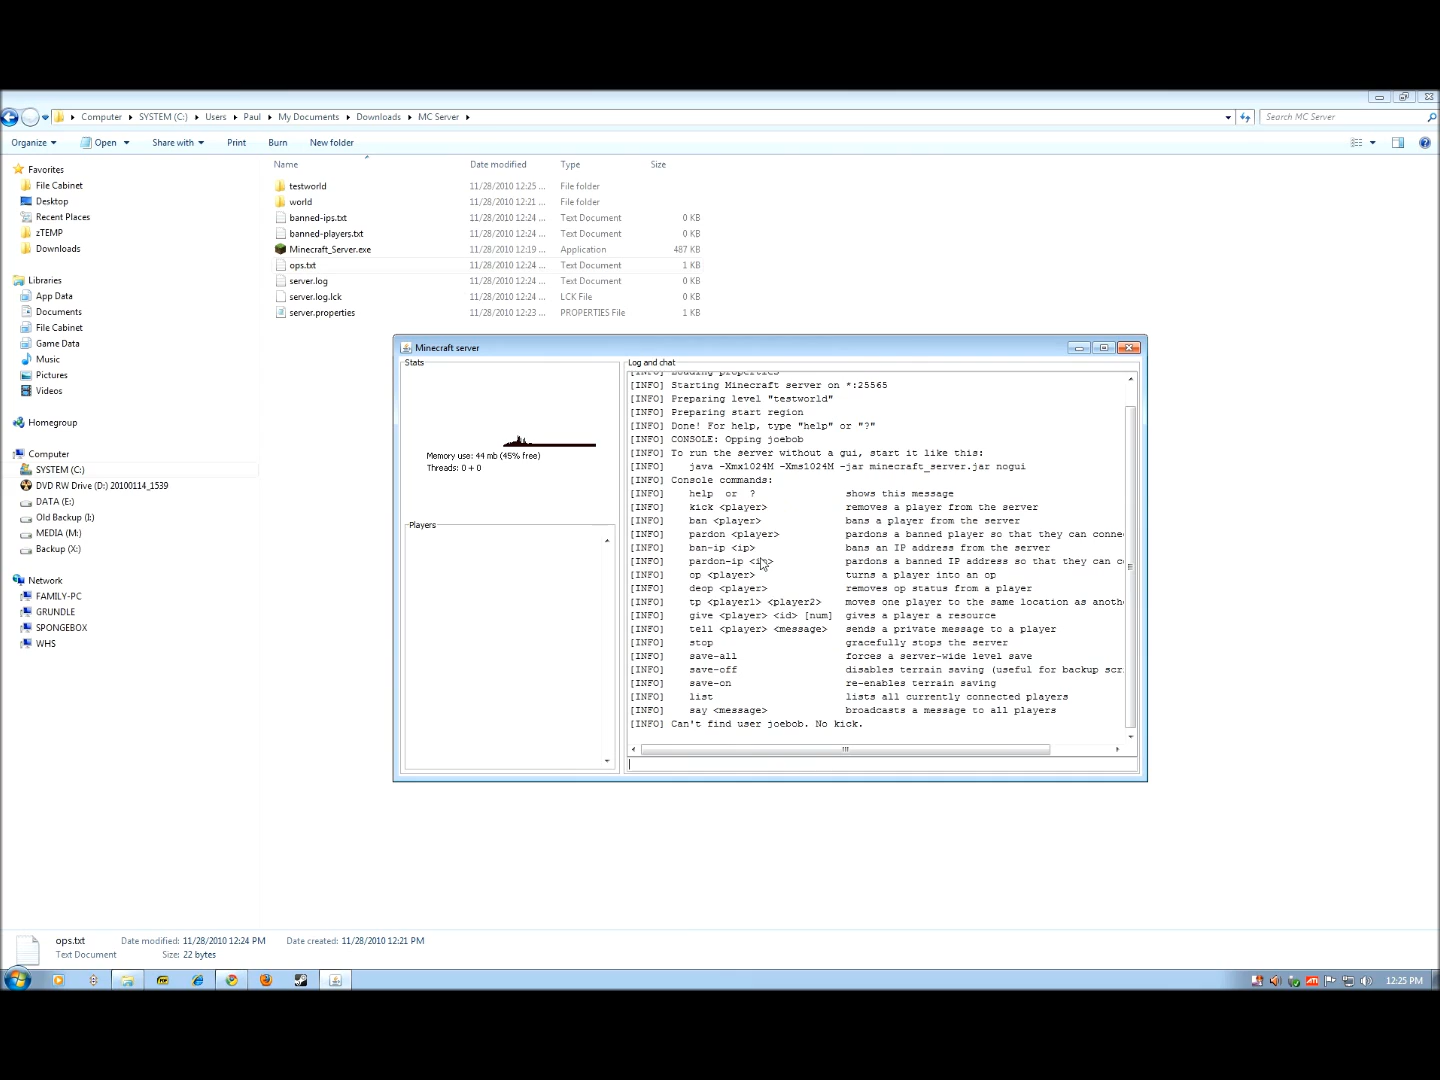 Computer ▸ SYSTEM (C:) ▸ Users ▸ Paul ▸ My Documents ▸ Downloads ▸ MC Server ▸
Search MC Server
Organize Open Share with Print Burn New folder
Name Date modified Type Size
Favorites
File Cabinet
Desktop
Recent Places
zTEMP
Downloads
Libraries
App Data
Documents
File Cabinet
Game Data
Music
Pictures
Videos
Homegroup
Computer
SYSTEM (C:)
DVD RW Drive (D:) 20100114_1539
DATA (E:)
Old Backup (I:)
MEDIA (M:)
Backup (X:)
Network
FAMILY-PC
GRUNDLE
SPONGEBOX
WHS
testworld 11/28/2010 12:25 ... File folder
world 11/28/2010 12:21 ... File folder
banned-ips.txt 11/28/2010 12:24 ... Text Document 0 KB
banned-players.txt 11/28/2010 12:24 ... Text Document 0 KB
Minecraft_Server.exe 11/28/2010 12:19 ... Application 487 KB
ops.txt 11/28/2010 12:24 ... Text Document 1 KB
server.log 11/28/2010 12:24 ... Text Document 0 KB
server.log.lck 11/28/2010 12:24 ... LCK File 0 KB
server.properties 11/28/2010 12:23 ... PROPERTIES File 1 KB
Minecraft server
Stats
Memory use: 44 mb (45% free)
Threads: 0 + 0
Players
Log and chat
[INFO] Loading properties
[INFO] Starting Minecraft server on *:25565
[INFO] Preparing level "testworld"
[INFO] Preparing start region
[INFO] Done! For help, type "help" or "?"
[INFO] CONSOLE: Opping joebob
[INFO] To run the server without a gui, start it like this:
[INFO] java -Xmx1024M -Xms1024M -jar minecraft_server.jar nogui
[INFO] Console commands:
[INFO] help or ? shows this message
[INFO] kick <player> removes a player from the server
[INFO] ban <player> bans a player from the server
[INFO] pardon <player> pardons a banned player so that they can conne
[INFO] ban-ip <ip> bans an IP address from the server
[INFO] pardon-ip <ip> pardons a banned IP address so that they can c
[INFO] op <player> turns a player into an op
[INFO] deop <player> removes op status from a player
[INFO] tp <player1> <player2> moves one player to the same location as anoth
[INFO] give <player> <id> [num] gives a player a resource
[INFO] tell <player> <message> sends a private message to a player
[INFO] stop gracefully stops the server
[INFO] save-all forces a server-wide level save
[INFO] save-off disables terrain saving (useful for backup scr
[INFO] save-on re-enables terrain saving
[INFO] list lists all currently connected players
[INFO] say <message> broadcasts a message to all players
[INFO] Can't find user joebob. No kick.
ops.txt Date modified: 11/28/2010 12:24 PM Date created: 11/28/2010 12:21 PM
Text Document Size: 22 bytes
12:25 PM